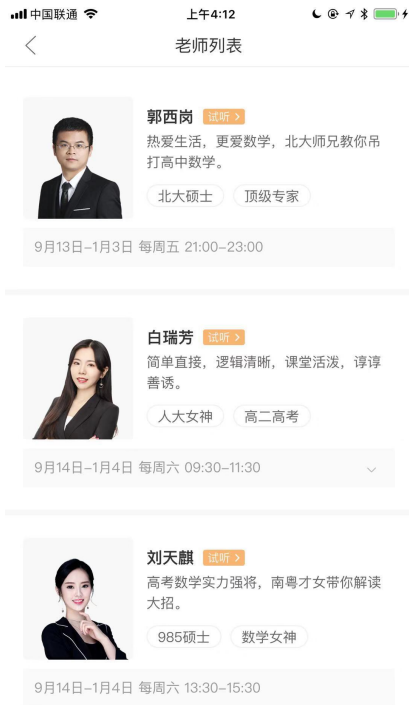 中国联通
上午4:12
老师列表
郭西岗 试听
热爱生活，更爱数学，北大师兄教你吊
打高中数学。
北大硕士 顶级专家
9月13日-1月3日 每周五 21:00-23:00
白瑞芳 试听
简单直接，逻辑清晰，课堂活泼，谆谆
善诱。
人大女神 高二高考
9月14日-1月4日 每周六 09:30-11:30
刘天麒 试听
高考数学实力强将，南粤才女带你解读
大招。
985硕士 数学女神
9月14日-1月4日 每周六 13:30-15:30